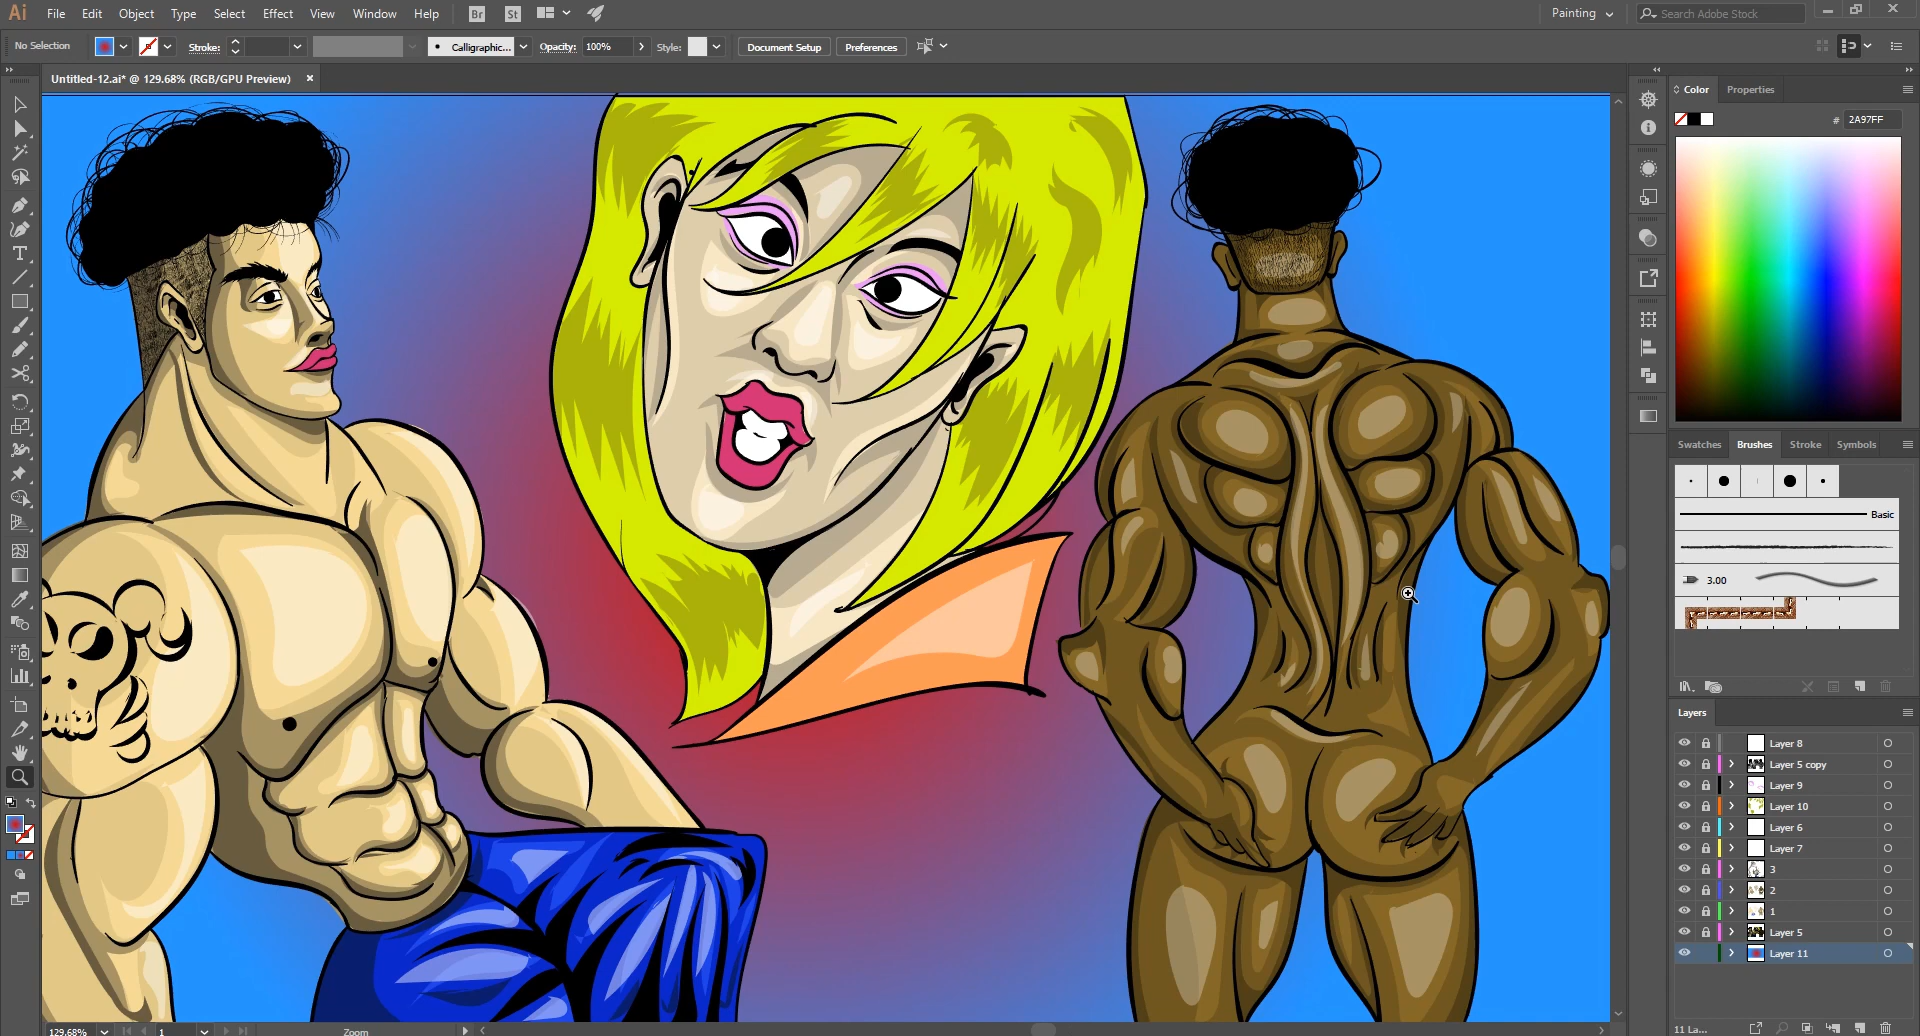 Ai File Edit Object Type Select Effect View Window Help Br St Painting Search Adobe Stock
No Selection Stroke: Calligraphic... Opacity: 100% Style: Document Setup Preferences
Untitled-12.ai* @ 129.68% (RGB/GPU Preview)
Color Properties
# 2A97FF
Swatches Brushes Stroke Symbols
Basic
3.00
Layers
Layer 8
Layer 5 copy
Layer 9
Layer 10
Layer 6
Layer 7
3
2
1
Layer 5
Layer 11
129.68% 1 Zoom 11 La...